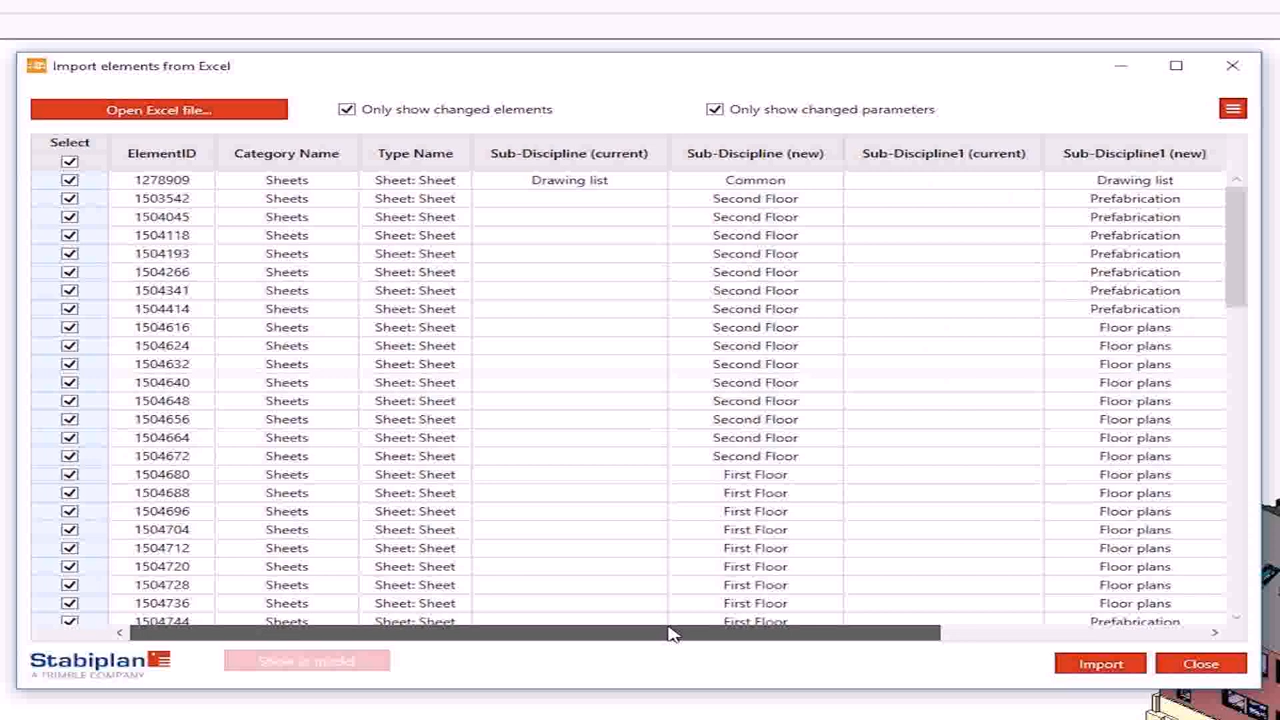 Import elements from Excel
Open Excel file... Only show changed elements Only show changed parameters
Select ElementID Category Name Type Name Sub-Discipline (current) Sub-Discipline (new) Sub-Discipline1 (current) Sub-Discipline1 (new)
1278909 Sheets Sheet: Sheet Drawing list Common Drawing list
1503542 Sheets Sheet: Sheet Second Floor Prefabrication
1504045 Sheets Sheet: Sheet Second Floor Prefabrication
1504118 Sheets Sheet: Sheet Second Floor Prefabrication
1504193 Sheets Sheet: Sheet Second Floor Prefabrication
1504266 Sheets Sheet: Sheet Second Floor Prefabrication
1504341 Sheets Sheet: Sheet Second Floor Prefabrication
1504414 Sheets Sheet: Sheet Second Floor Prefabrication
1504616 Sheets Sheet: Sheet Second Floor Floor plans
1504624 Sheets Sheet: Sheet Second Floor Floor plans
1504632 Sheets Sheet: Sheet Second Floor Floor plans
1504640 Sheets Sheet: Sheet Second Floor Floor plans
1504648 Sheets Sheet: Sheet Second Floor Floor plans
1504656 Sheets Sheet: Sheet Second Floor Floor plans
1504664 Sheets Sheet: Sheet Second Floor Floor plans
1504672 Sheets Sheet: Sheet Second Floor Floor plans
1504680 Sheets Sheet: Sheet First Floor Floor plans
1504688 Sheets Sheet: Sheet First Floor Floor plans
1504696 Sheets Sheet: Sheet First Floor Floor plans
1504704 Sheets Sheet: Sheet First Floor Floor plans
1504712 Sheets Sheet: Sheet First Floor Floor plans
1504720 Sheets Sheet: Sheet First Floor Floor plans
1504728 Sheets Sheet: Sheet First Floor Floor plans
1504736 Sheets Sheet: Sheet First Floor Floor plans
1504744 Sheets Sheet: Sheet First Floor Prefabrication
Stabiplan Show in model Import Close
A TRIMBLE COMPANY